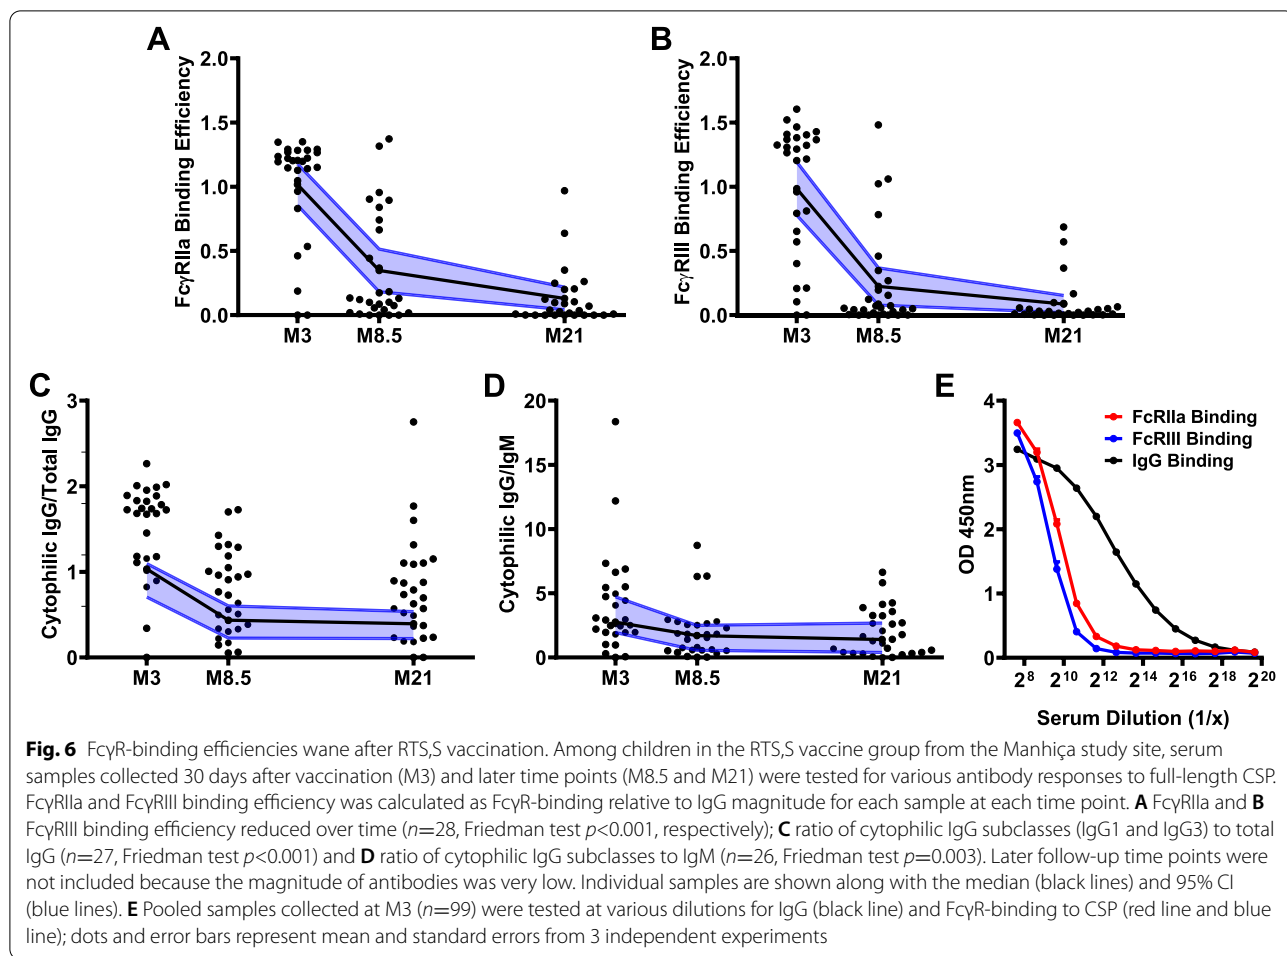 A
B
FcγRIIa Binding Efficiency
2.0
1.5
1.0
0.5
0.0
M3 M8.5 M21
FcγRIII Binding Efficiency
2.0
1.5
1.0
0.5
0.0
M3 M8.5 M21
C
D
E
Cytophilic IgG/Total IgG
3
2
1
0
M3 M8.5 M21
Cytophilic IgG/IgM
20
15
10
5
0
M3 M8.5 M21
OD 450nm
4
3
2
1
0
FcRIIa Binding
FcRIII Binding
IgG Binding
2^8 2^10 2^12 2^14 2^16 2^18 2^20
Serum Dilution (1/x)
Fig. 6 FcγR-binding efficiencies wane after RTS,S vaccination. Among children in the RTS,S vaccine group from the Manhiça study site, serum
samples collected 30 days after vaccination (M3) and later time points (M8.5 and M21) were tested for various antibody responses to full-length CSP.
FcγRIIa and FcγRIII binding efficiency was calculated as FcγR-binding relative to IgG magnitude for each sample at each time point. A FcγRIIa and B
FcγRIII binding efficiency reduced over time (n=28, Friedman test p<0.001, respectively); C ratio of cytophilic IgG subclasses (IgG1 and IgG3) to total
IgG (n=27, Friedman test p<0.001) and D ratio of cytophilic IgG subclasses to IgM (n=26, Friedman test p=0.003). Later follow-up time points were
not included because the magnitude of antibodies was very low. Individual samples are shown along with the median (black lines) and 95% CI
(blue lines). E Pooled samples collected at M3 (n=99) were tested at various dilutions for IgG (black line) and FcγR-binding to CSP (red line and blue
line); dots and error bars represent mean and standard errors from 3 independent experiments